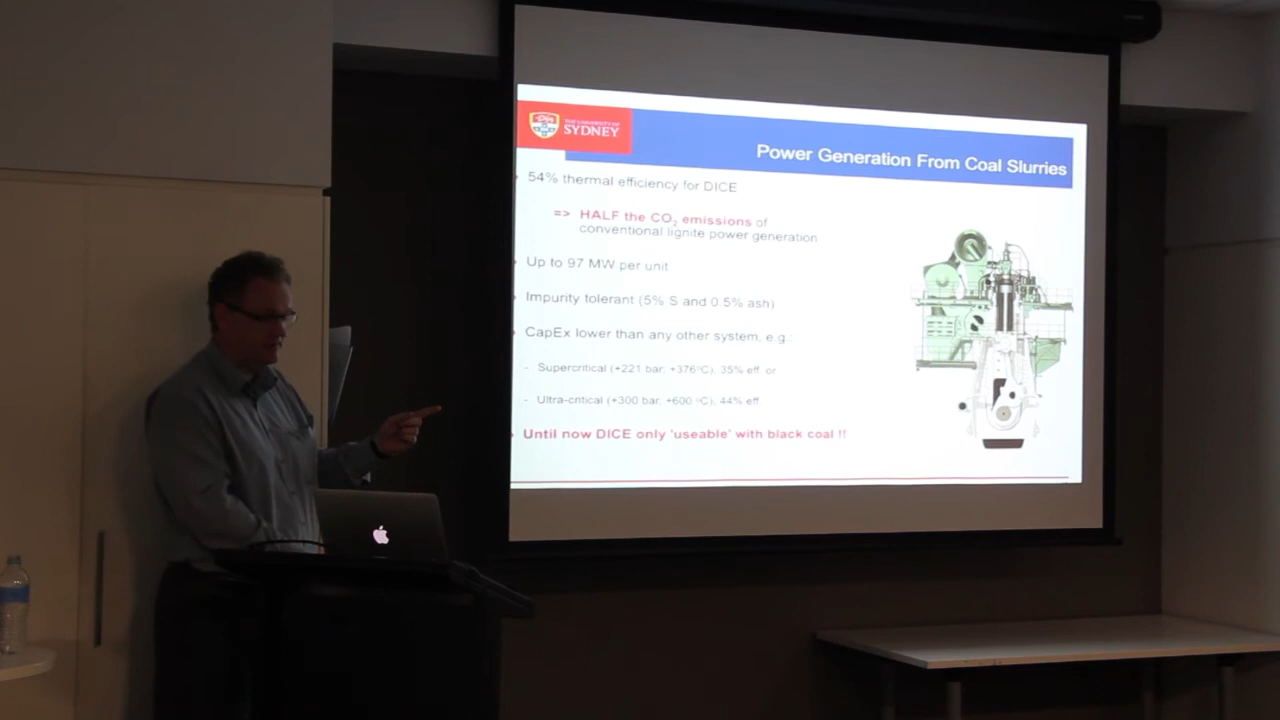 THE UNIVERSITY OF
SYDNEY
Power Generation From Coal Slurries
54% thermal efficiency for DICE
=> HALF the CO2 emissions of
conventional lignite power generation
Up to 97 MW per unit
Impurity tolerant (5% S and 0.5% ash)
CapEx lower than any other system, e.g.:
- Supercritical (+221 bar; +376°C), 35% eff. or
- Ultra-critical (+300 bar; +600 °C), 44% eff.
Until now DICE only 'useable' with black coal !!